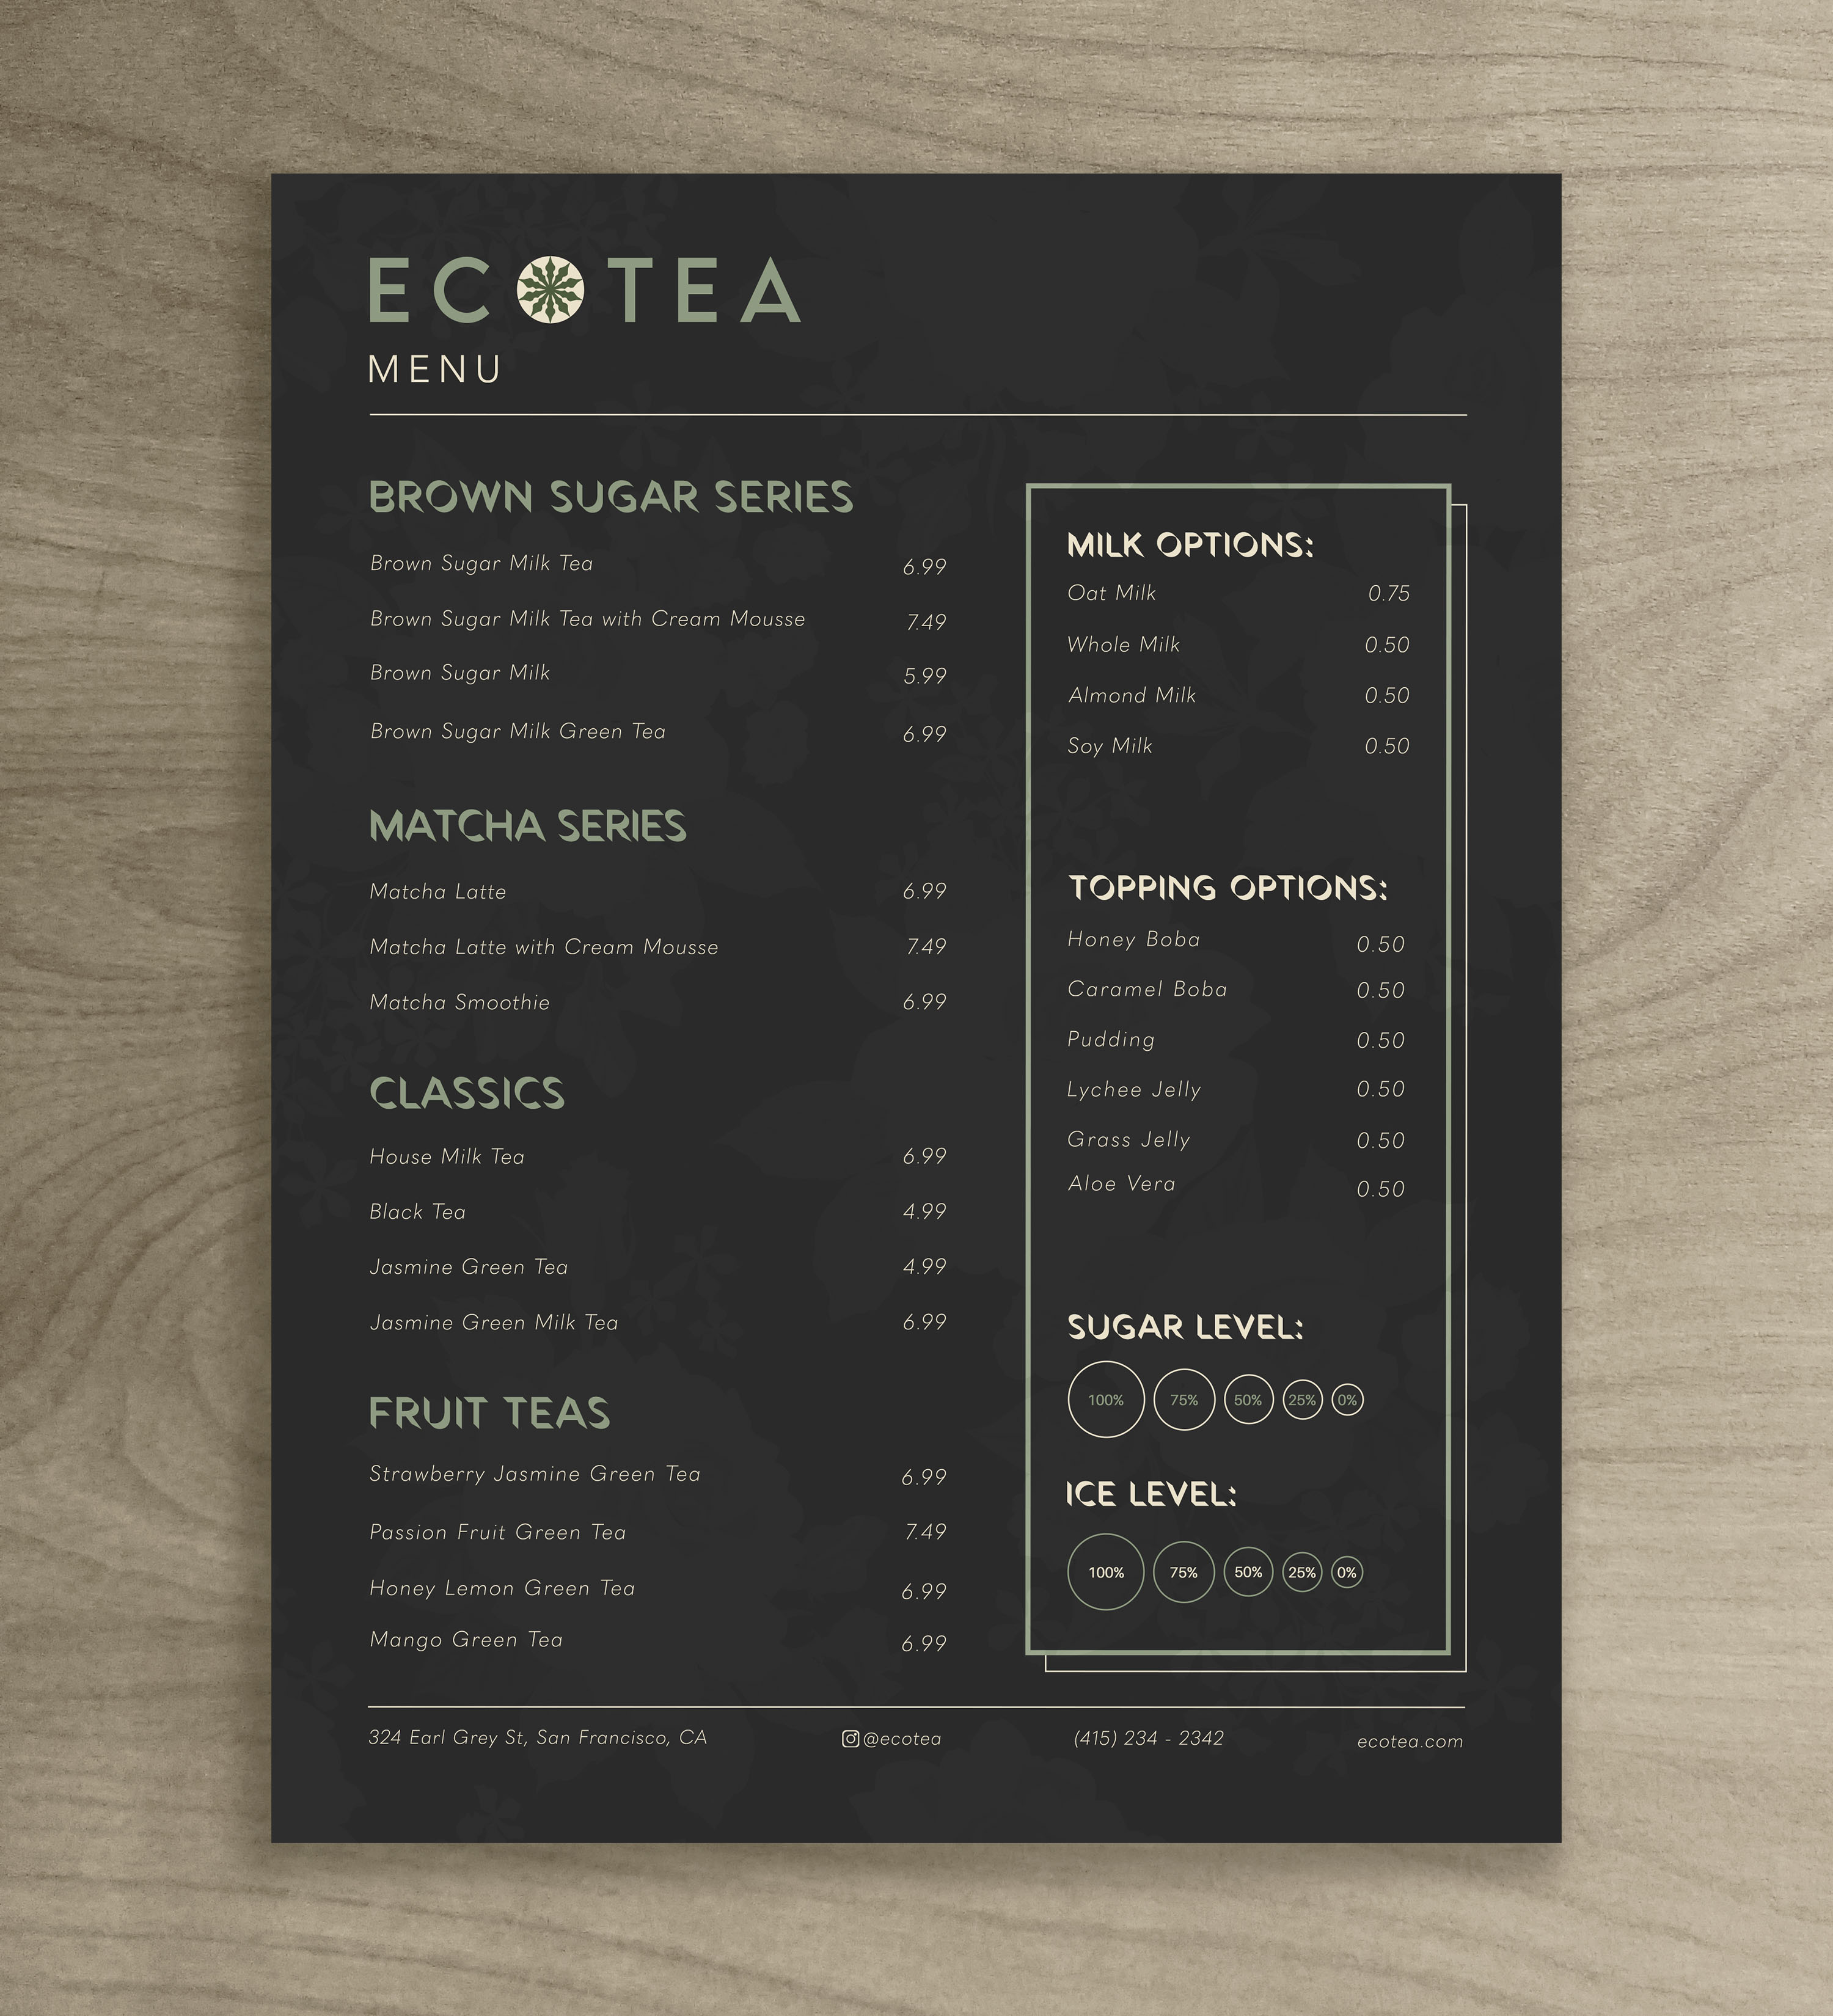 ECOTEA
MENU
BROWN SUGAR SERIES
Brown Sugar Milk Tea 6.99
Brown Sugar Milk Tea with Cream Mousse 7.49
Brown Sugar Milk 5.99
Brown Sugar Milk Green Tea 6.99
MATCHA SERIES
Matcha Latte 6.99
Matcha Latte with Cream Mousse 7.49
Matcha Smoothie 6.99
CLASSICS
House Milk Tea 6.99
Black Tea 4.99
Jasmine Green Tea 4.99
Jasmine Green Milk Tea 6.99
FRUIT TEAS
Strawberry Jasmine Green Tea 6.99
Passion Fruit Green Tea 7.49
Honey Lemon Green Tea 6.99
Mango Green Tea 6.99
MILK OPTIONS:
Oat Milk 0.75
Whole Milk 0.50
Almond Milk 0.50
Soy Milk 0.50
TOPPING OPTIONS:
Honey Boba 0.50
Caramel Boba 0.50
Pudding 0.50
Lychee Jelly 0.50
Grass Jelly 0.50
Aloe Vera 0.50
SUGAR LEVEL:
100% 75% 50% 25% 0%
ICE LEVEL:
100% 75% 50% 25% 0%
324 Earl Grey St, San Francisco, CA @ecotea (415) 234 - 2342 ecotea.com